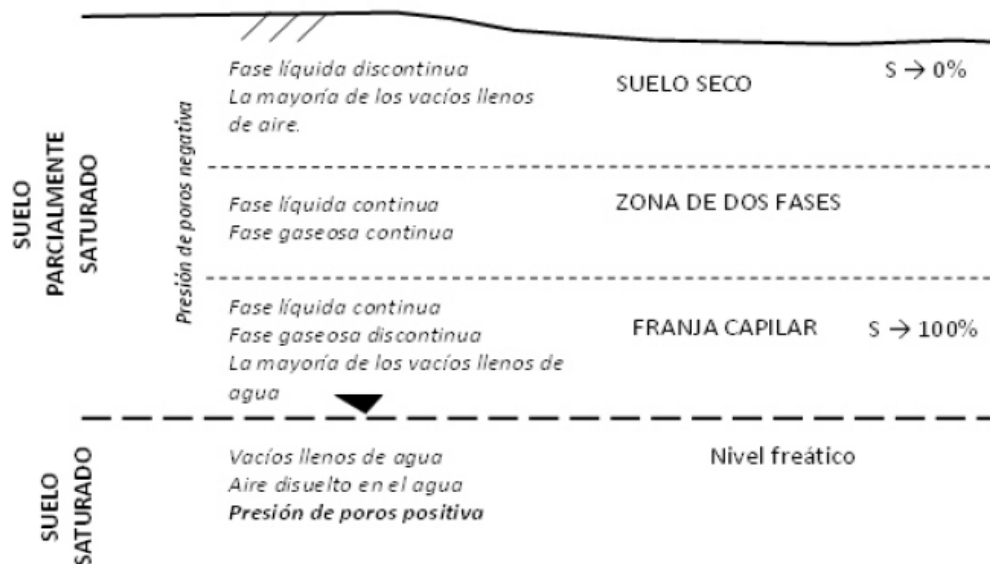 Fase líquida discontinua
La mayoría de los vacíos llenos
de aire.
SUELO SECO
S → 0%
SUELO
PARCIALMENTE
SATURADO
Presión de poros negativa
Fase líquida continua
Fase gaseosa continua
ZONA DE DOS FASES
Fase líquida continua
Fase gaseosa discontinua
La mayoría de los vacíos llenos de
agua
FRANJA CAPILAR
S → 100%
SUELO
SATURADO
Vacíos llenos de agua
Aire disuelto en el agua
Presión de poros positiva
Nivel freático